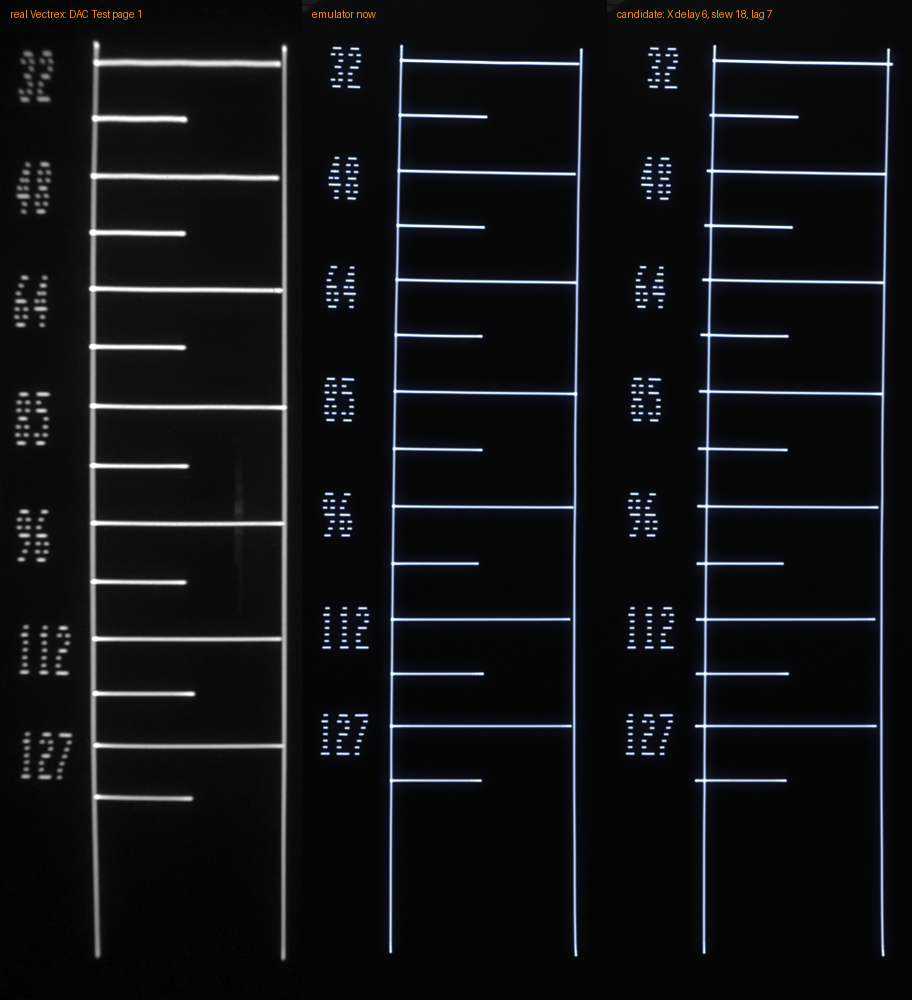 real Vectrex: DAC Test page 1
emulator now
candidate: X delay 6, slew 18, lag 7
32 32 32
48 48 48
64 64 64
85 85 85
96 96 96
112 112 112
127 127 127